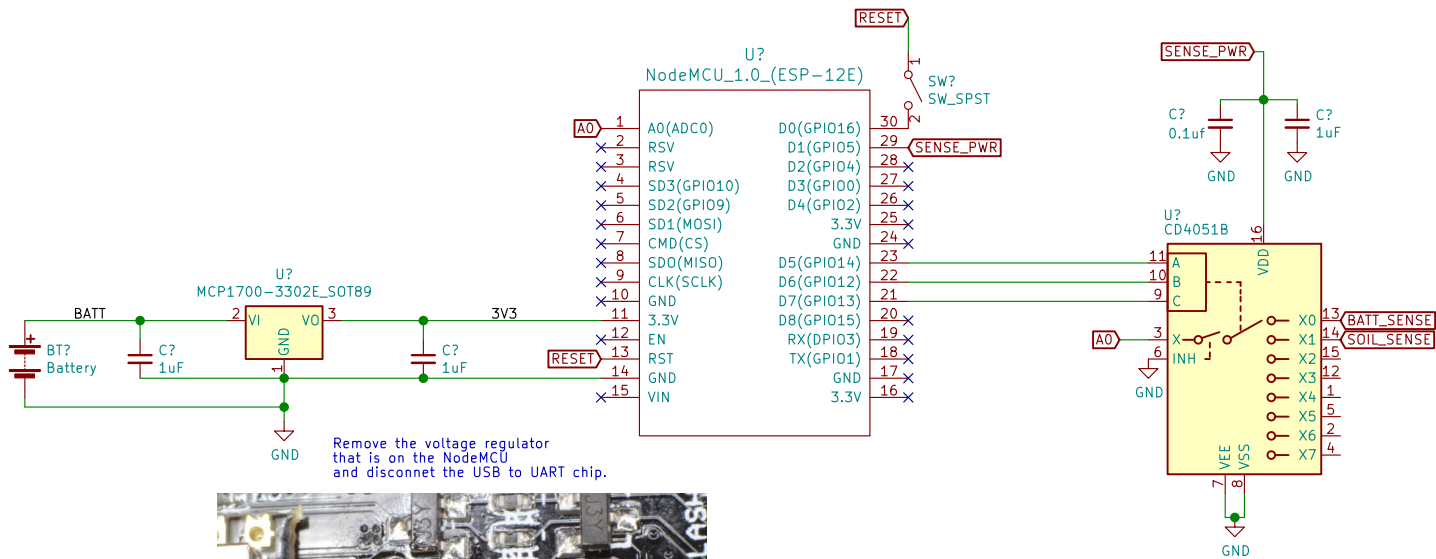 RESET
1
SW?
SW_SPST
2
U?
NodeMCU_1.0_(ESP-12E)
A0
1 A0(ADC0) D0(GPIO16) 30
2 RSV D1(GPIO5) 29 SENSE_PWR
3 RSV D2(GPIO4) 28
4 SD3(GPIO10) D3(GPIO0) 27
5 SD2(GPIO9) D4(GPIO2) 26
6 SD1(MOSI) 3.3V 25
7 CMD(CS) GND 24
8 SDO(MISO) D5(GPIO14) 23
9 CLK(SCLK) D6(GPIO12) 22
10 GND D7(GPIO13) 21
11 3.3V D8(GPIO15) 20
12 EN RX(DPIO3) 19
RESET 13 RST TX(GPIO1) 18
14 GND GND 17
15 VIN 3.3V 16
U?
MCP1700-3302E_SOT89
BATT
2 VI VO 3
GND
1
3V3
+
BT?
Battery
C?
1uF
C?
1uF
GND
Remove the voltage regulator
that is on the NodeMCU
and disconnet the USB to UART chip.
SENSE_PWR
C?
0.1uf
C?
1uF
GND
GND
U?
CD4051B
16
VDD
11 A
10 B
9 C
A0 3 X
6 INH
GND
X0 13 BATT_SENSE
X1 14 SOIL_SENSE
X2 15
X3 12
X4 1
X5 5
X6 2
X7 4
VEE VSS
7 8
GND